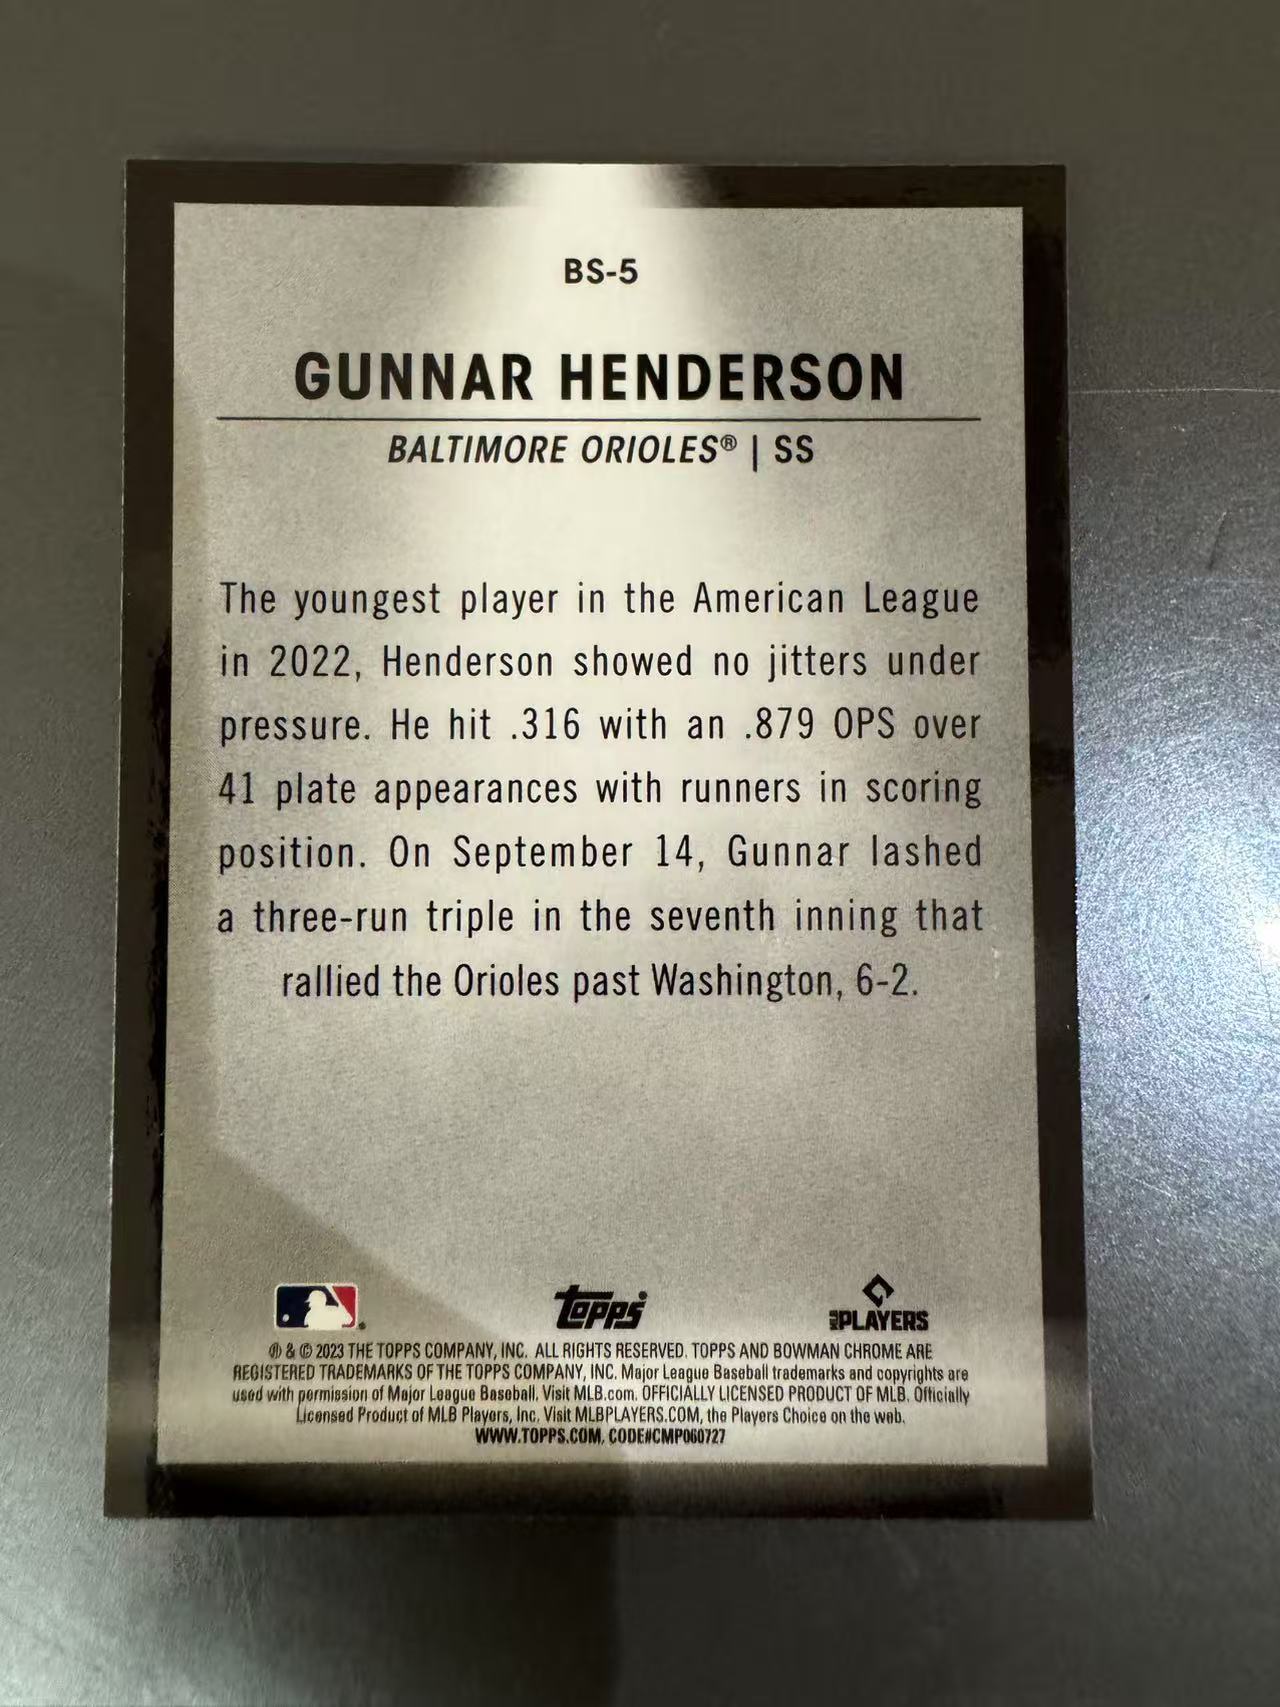 BS-5
GUNNAR HENDERSON
BALTIMORE ORIOLES® | SS
The youngest player in the American League
in 2022, Henderson showed no jitters under
pressure. He hit .316 with an .879 OPS over
41 plate appearances with runners in scoring
position. On September 14, Gunnar lashed
a three-run triple in the seventh inning that
rallied the Orioles past Washington, 6-2.
Topps
PLAYERS
® & © 2023 THE TOPPS COMPANY, INC. ALL RIGHTS RESERVED. TOPPS AND BOWMAN CHROME ARE
REGISTERED TRADEMARKS OF THE TOPPS COMPANY, INC. Major League Baseball trademarks and copyrights are
used with permission of Major League Baseball. Visit MLB.com. OFFICIALLY LICENSED PRODUCT OF MLB. Officially
Licensed Product of MLB Players, Inc. Visit MLBPLAYERS.COM, the Players Choice on the web.
WWW.TOPPS.COM, CODE#CMP060727